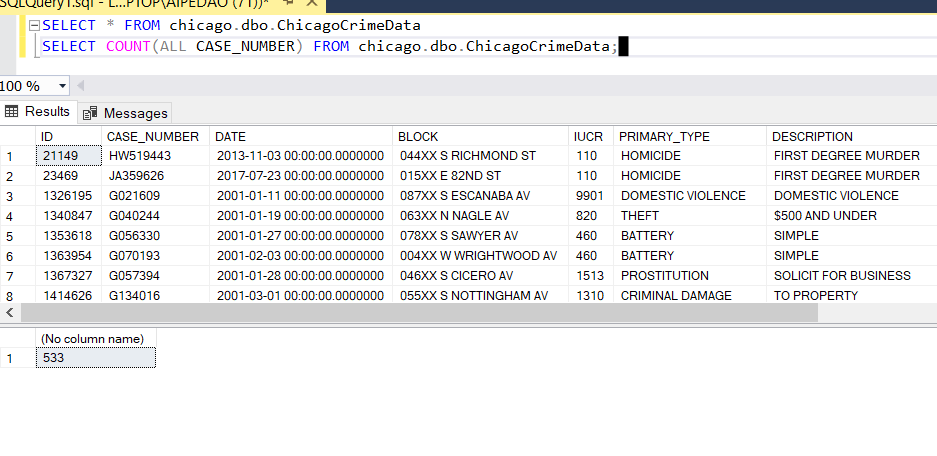 SQLQuery1.sql - L...PTOP\AIPEDAO (71))*
SELECT * FROM chicago.dbo.ChicagoCrimeData
SELECT COUNT(ALL CASE_NUMBER) FROM chicago.dbo.ChicagoCrimeData;
100 %
Results Messages
ID CASE_NUMBER DATE BLOCK IUCR PRIMARY_TYPE DESCRIPTION
1 21149 HW519443 2013-11-03 00:00:00.0000000 044XX S RICHMOND ST 110 HOMICIDE FIRST DEGREE MURDER
2 23469 JA359626 2017-07-23 00:00:00.0000000 015XX E 82ND ST 110 HOMICIDE FIRST DEGREE MURDER
3 1326195 G021609 2001-01-11 00:00:00.0000000 087XX S ESCANABA AV 9901 DOMESTIC VIOLENCE DOMESTIC VIOLENCE
4 1340847 G040244 2001-01-19 00:00:00.0000000 063XX N NAGLE AV 820 THEFT $500 AND UNDER
5 1353618 G056330 2001-01-27 00:00:00.0000000 078XX S SAWYER AV 460 BATTERY SIMPLE
6 1363954 G070193 2001-02-03 00:00:00.0000000 004XX W WRIGHTWOOD AV 460 BATTERY SIMPLE
7 1367327 G057394 2001-01-28 00:00:00.0000000 046XX S CICERO AV 1513 PROSTITUTION SOLICIT FOR BUSINESS
8 1414626 G134016 2001-03-01 00:00:00.0000000 055XX S NOTTINGHAM AV 1310 CRIMINAL DAMAGE TO PROPERTY
(No column name)
1 533